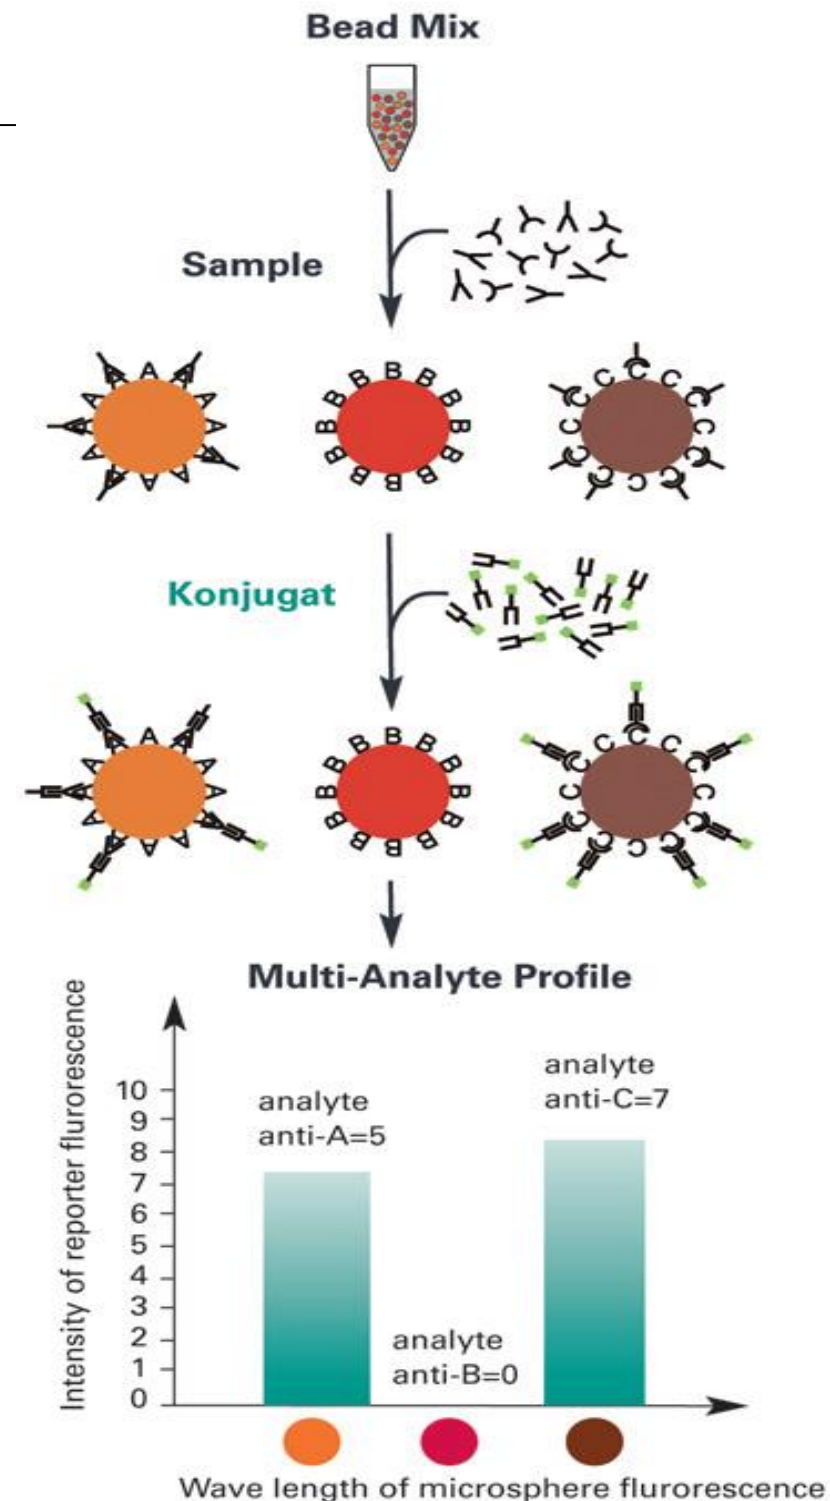 Bead Mix
Sample
A A A A A A A A A A A A
B B B B B B B B B B B B
C C C C C C C C C C C C
Konjugat
A A A A A A A A A A A A
B B B B B B B B B B B B
C C C C C C C C C C C C
Multi-Analyte Profile
Intensity of reporter flurorescence
10
9
8
7
6
5
4
3
2
1
0
analyte
anti-A=5
analyte
anti-B=0
analyte
anti-C=7
Wave length of microsphere flurorescence